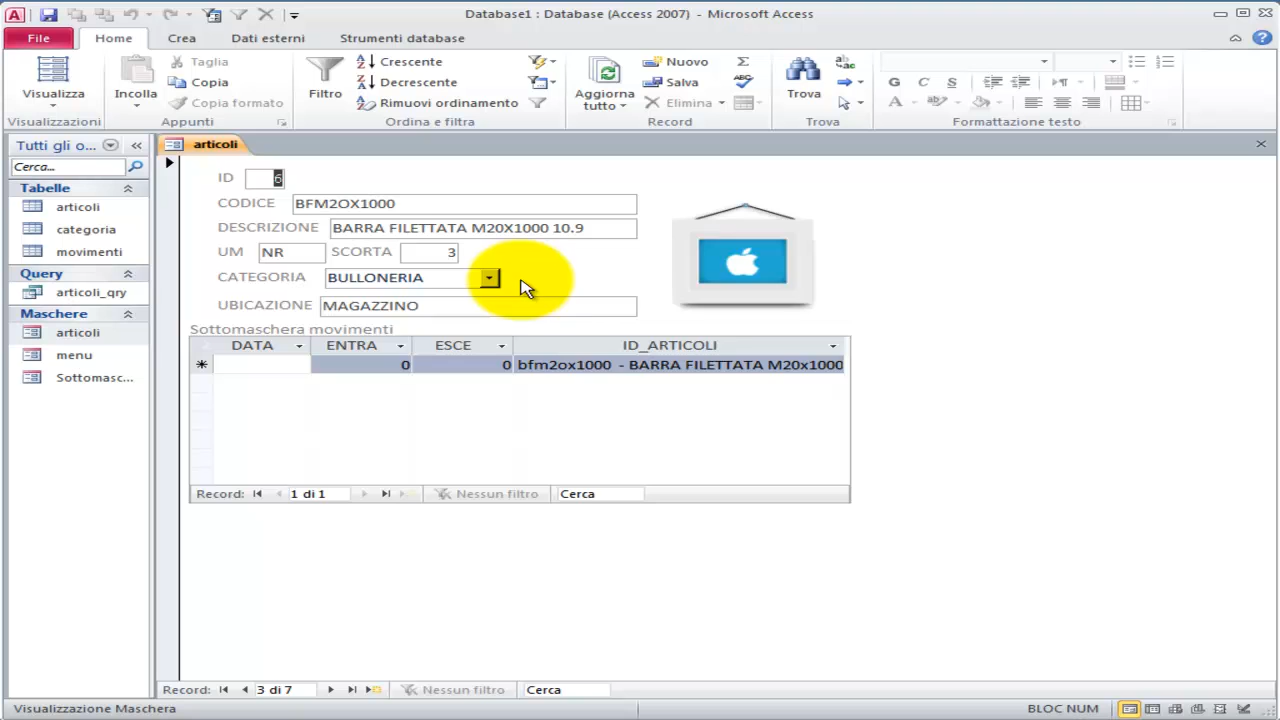 Database1 : Database (Access 2007) - Microsoft Access
File Home Crea Dati esterni Strumenti database
Visualizza
Visualizzazioni
Incolla
Taglia
Copia
Copia formato
Appunti
Filtro
Crescente
Decrescente
Rimuovi ordinamento
Ordina e filtra
Aggiorna
tutto
Nuovo
Salva
Elimina
Record
Trova
Trova
G C S
Formattazione testo
Tutti gli o...
Cerca...
Tabelle
articoli
categoria
movimenti
Query
articoli_qry
Maschere
articoli
menu
Sottomasc...
articoli
ID 6
CODICE BFM2OX1000
DESCRIZIONE BARRA FILETTATA M20X1000 10.9
UM NR SCORTA 3
CATEGORIA BULLONERIA
UBICAZIONE MAGAZZINO
Sottomaschera movimenti
DATA ENTRA ESCE ID_ARTICOLI
0 0 bfm2ox1000 - BARRA FILETTATA M20x1000
Record: 1 di 1 Nessun filtro Cerca
Record: 3 di 7 Nessun filtro Cerca
Visualizzazione Maschera BLOC NUM